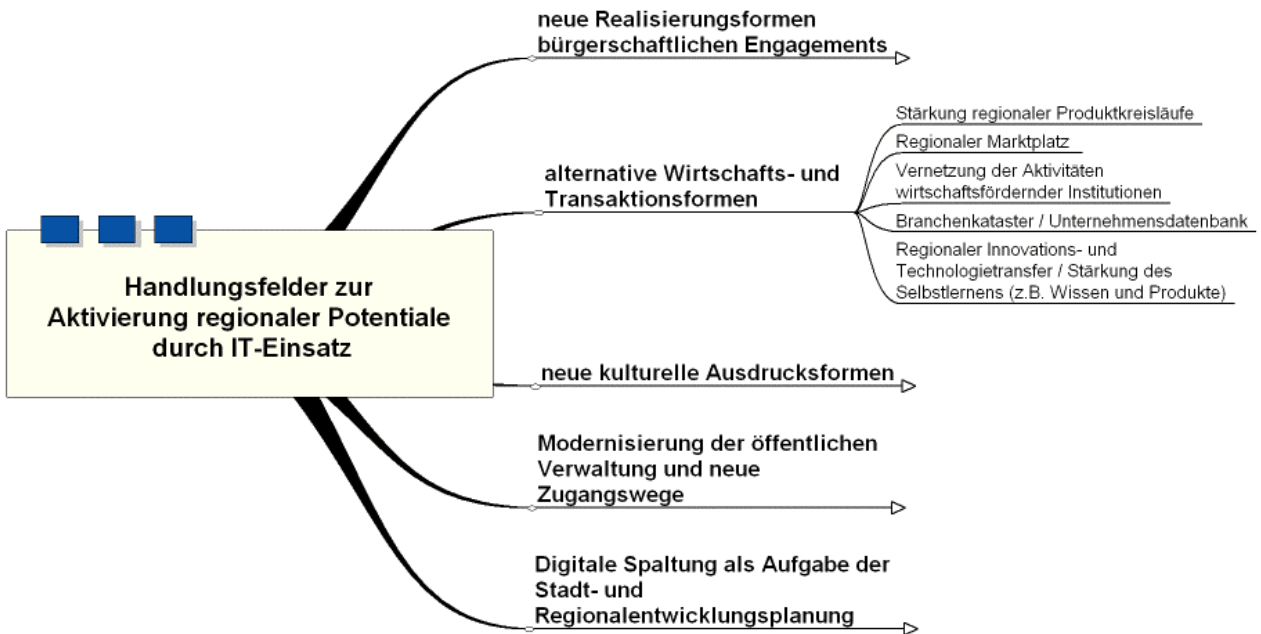 Handlungsfelder zur
Aktivierung regionaler Potentiale
durch IT-Einsatz
neue Realisierungsformen
bürgerschaftlichen Engagements
alternative Wirtschafts- und
Transaktionsformen
Stärkung regionaler Produktkreisläufe
Regionaler Marktplatz
Vernetzung der Aktivitäten
wirtschaftsfördernder Institutionen
Branchenkataster / Unternehmensdatenbank
Regionaler Innovations- und
Technologietransfer / Stärkung des
Selbstlernens (z.B. Wissen und Produkte)
neue kulturelle Ausdrucksformen
Modernisierung der öffentlichen
Verwaltung und neue
Zugangswege
Digitale Spaltung als Aufgabe der
Stadt- und
Regionalentwicklungsplanung